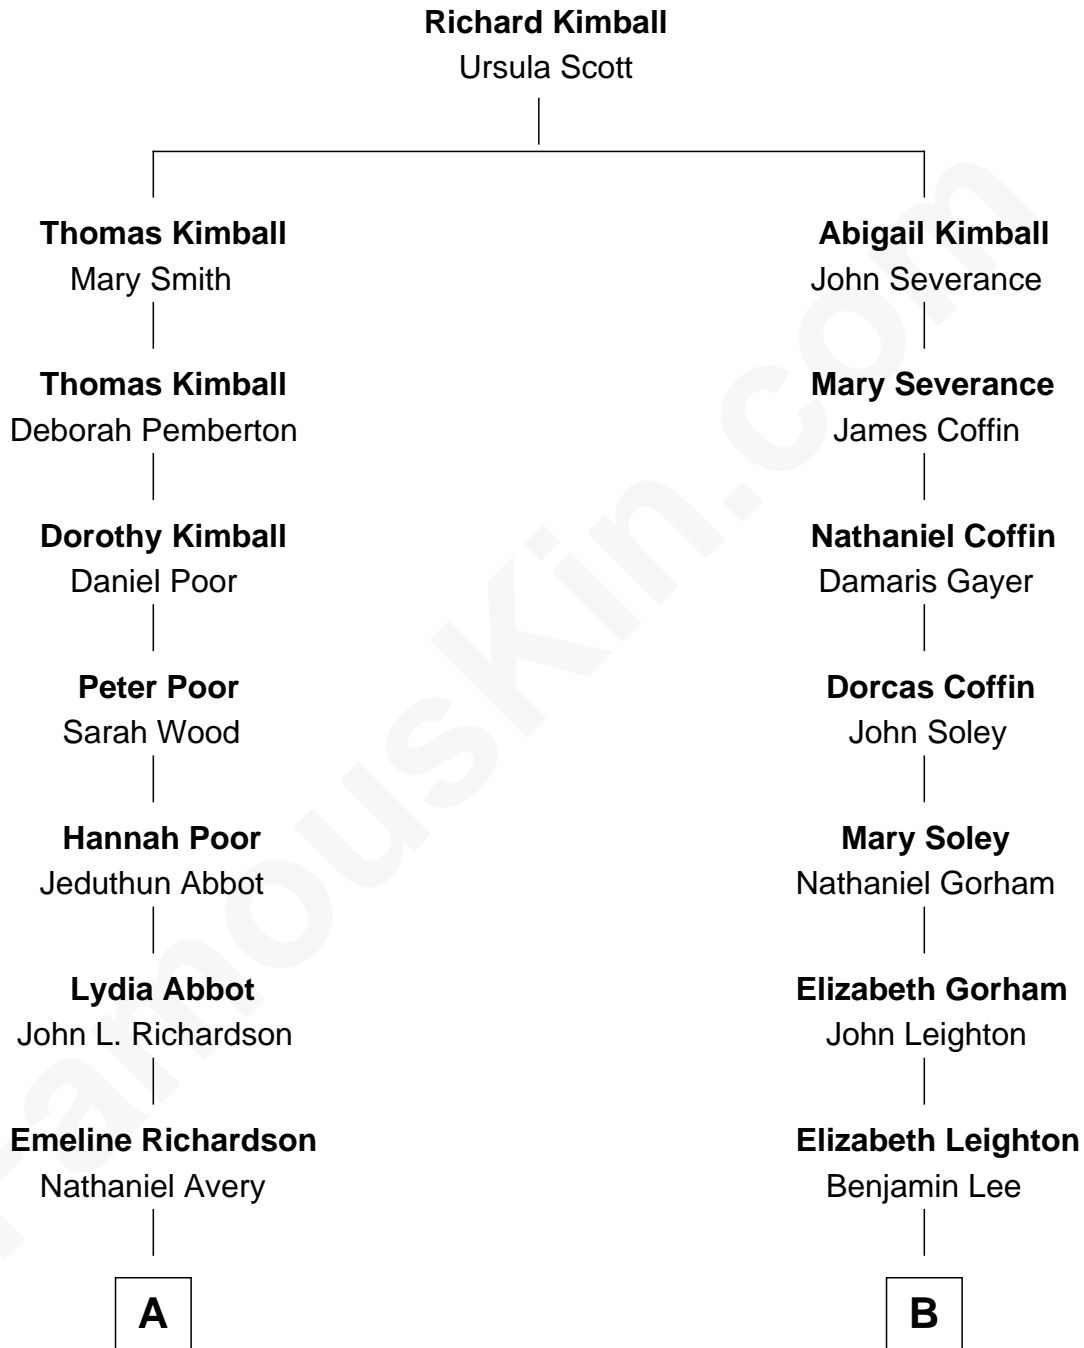 Richard Kimball
Ursula Scott
Thomas Kimball
Mary Smith
Abigail Kimball
John Severance
Thomas Kimball
Deborah Pemberton
Mary Severance
James Coffin
Dorothy Kimball
Daniel Poor
Nathaniel Coffin
Damaris Gayer
Peter Poor
Sarah Wood
Dorcas Coffin
John Soley
Hannah Poor
Jeduthun Abbot
Mary Soley
Nathaniel Gorham
Lydia Abbot
John L. Richardson
Elizabeth Gorham
John Leighton
Emeline Richardson
Nathaniel Avery
Elizabeth Leighton
Benjamin Lee
A
B
FamousKin.com